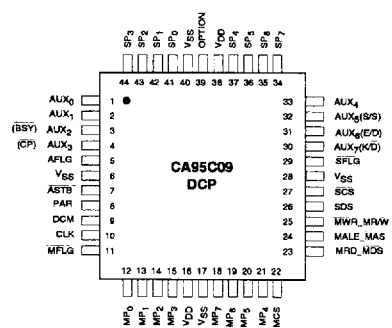 SP3 SP2 SP1 SP0 VSS OPTION VDD SP4 SP5 SP6 SP7
44 43 42 41 40 39 38 37 36 35 34
AUX0 1 33 AUX4
AUX1 2 32 AUX5(S/S)
(BSY) AUX2 3 31 AUX6(E/D)
(CP) AUX3 4 30 AUX7(K/D)
AFLG 5 29 SFLG
VSS 6 28 VSS
ASTB 7 27 SCS
PAR 8 26 SDS
DCM 9 25 MWR_MR/W
CLK 10 24 MALE_MAS
MFLG 11 23 MRD_MDS
CA95C09
DCP
12 13 14 15 16 17 18 19 20 21 22
MP0 MP1 MP2 MP3 VDD VSS MP7 MP6 MP5 MP4 MCS